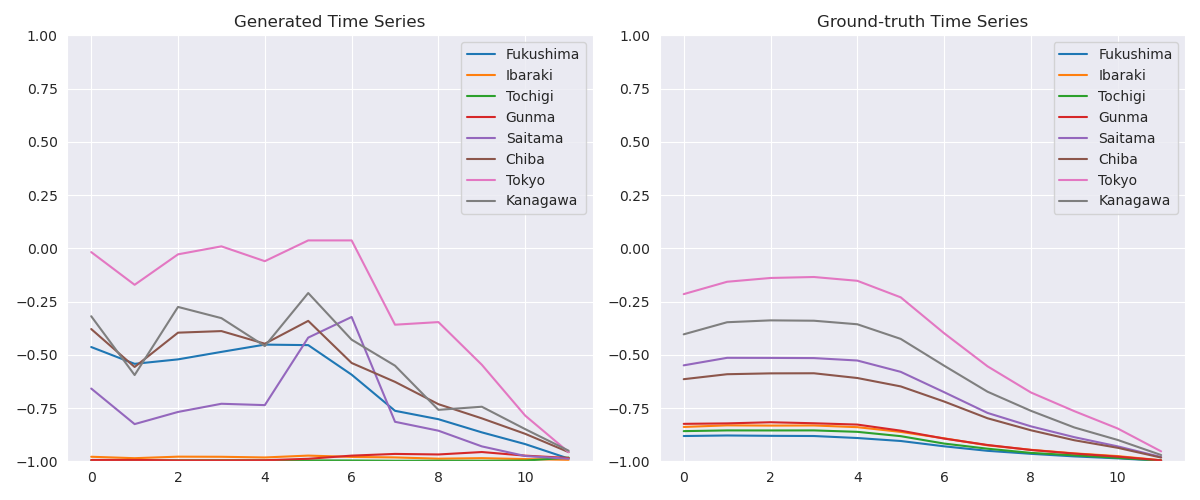 Generated Time Series
1.00
0.75
0.50
0.25
0.00
−0.25
−0.50
−0.75
−1.00
0 2 4 6 8 10
Fukushima
Ibaraki
Tochigi
Gunma
Saitama
Chiba
Tokyo
Kanagawa
Ground-truth Time Series
1.00
0.75
0.50
0.25
0.00
−0.25
−0.50
−0.75
−1.00
0 2 4 6 8 10
Fukushima
Ibaraki
Tochigi
Gunma
Saitama
Chiba
Tokyo
Kanagawa